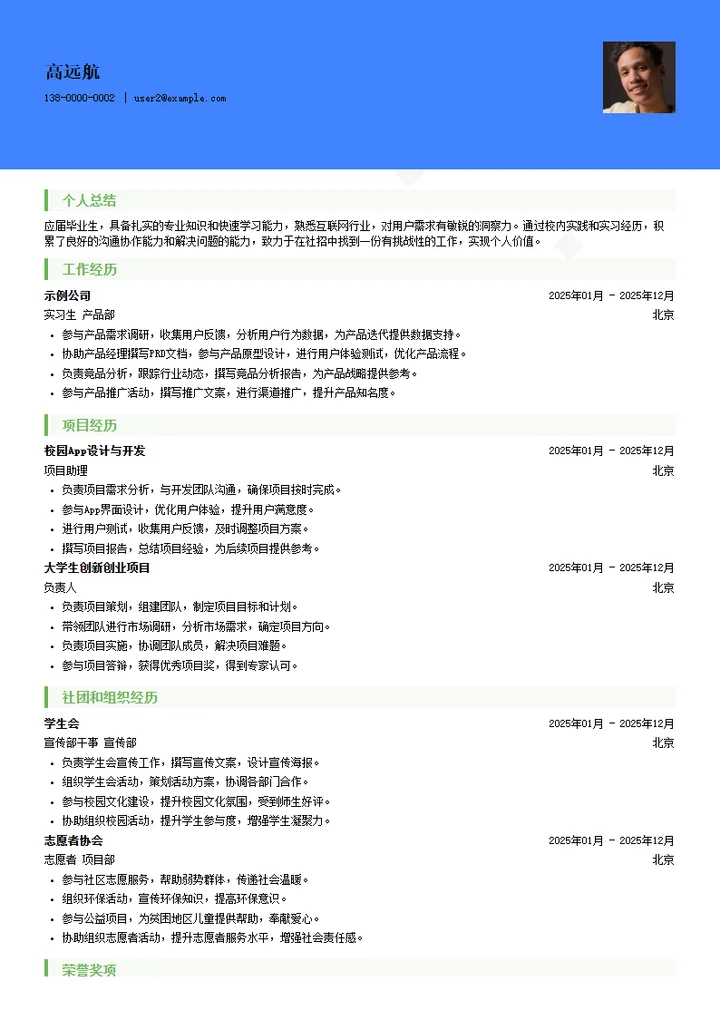 高远航
138-0000-0002 | user2@example.com
个人总结
应届毕业生，具备扎实的专业知识和快速学习能力，熟悉互联网行业，对用户需求有敏锐的洞察力。通过校内实践和实习经历，积
累了良好的沟通协作能力和解决问题的能力，致力于在社招中找到一份有挑战性的工作，实现个人价值。
工作经历
示例公司 2025年01月 - 2025年12月
实习生 产品部 北京
• 参与产品需求调研，收集用户反馈，分析用户行为数据，为产品迭代提供数据支持。
• 协助产品经理撰写PRD文档，参与产品原型设计，进行用户体验测试，优化产品流程。
• 负责竞品分析，跟踪行业动态，撰写竞品分析报告，为产品战略提供参考。
• 参与产品推广活动，撰写推广文案，进行渠道推广，提升产品知名度。
项目经历
校园App设计与开发 2025年01月 - 2025年12月
项目助理 北京
• 负责项目需求分析，与开发团队沟通，确保项目按时完成。
• 参与App界面设计，优化用户体验，提升用户满意度。
• 进行用户测试，收集用户反馈，及时调整项目方案。
• 撰写项目报告，总结项目经验，为后续项目提供参考。
大学生创新创业项目 2025年01月 - 2025年12月
负责人 北京
• 负责项目策划，组建团队，制定项目目标和计划。
• 带领团队进行市场调研，分析市场需求，确定项目方向。
• 负责项目实施，协调团队成员，解决项目难题。
• 参与项目答辩，获得优秀项目奖，得到专家认可。
社团和组织经历
学生会 2025年01月 - 2025年12月
宣传部干事 宣传部 北京
• 负责学生会宣传工作，撰写宣传文案，设计宣传海报。
• 组织学生会活动，策划活动方案，协调各部门合作。
• 参与校园文化建设，提升校园文化氛围，受到师生好评。
• 协助组织校园活动，提升学生参与度，增强学生凝聚力。
志愿者协会 2025年01月 - 2025年12月
志愿者 项目部 北京
• 参与社区志愿服务，帮助弱势群体，传递社会温暖。
• 组织环保活动，宣传环保知识，提高环保意识。
• 参与公益项目，为贫困地区儿童提供帮助，奉献爱心。
• 协助组织志愿者活动，提升志愿者服务水平，增强社会责任感。
荣誉奖项